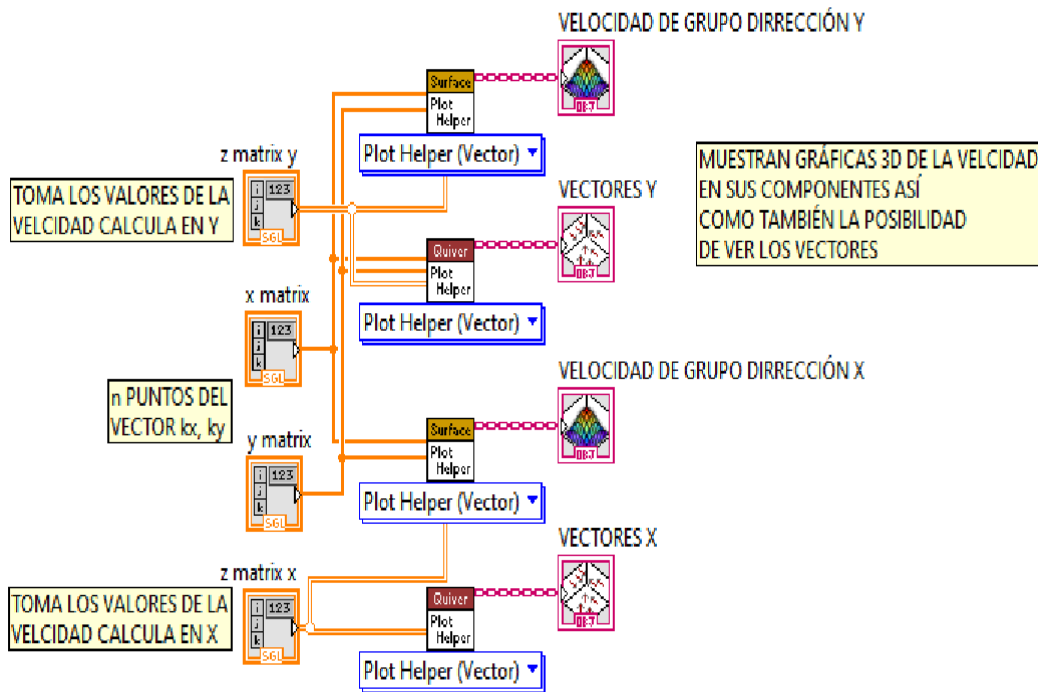 VELOCIDAD DE GRUPO DIRRECCIÓN Y
Surface
Plot
Helper
Plot Helper (Vector)
z matrix y
TOMA LOS VALORES DE LA
VELCIDAD CALCULA EN Y
i
j
k
123
SGL
MUESTRAN GRÁFICAS 3D DE LA VELCIDAD
EN SUS COMPONENTES ASÍ
COMO TAMBIÉN LA POSIBILIDAD
DE VER LOS VECTORES
VECTORES Y
Quiver
Plot
Helper
Plot Helper (Vector)
x matrix
i
j
k
123
SGL
n PUNTOS DEL
VECTOR kx, ky
VELOCIDAD DE GRUPO DIRRECCIÓN X
Surface
Plot
Helper
Plot Helper (Vector)
y matrix
i
j
k
123
SGL
VECTORES X
z matrix x
TOMA LOS VALORES DE LA
VELCIDAD CALCULA EN X
i
j
k
123
SGL
Quiver
Plot
Helper
Plot Helper (Vector)